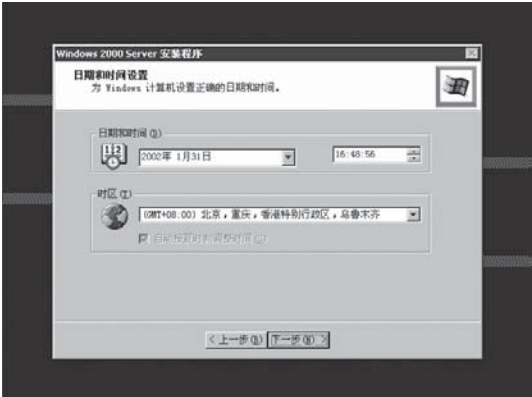 Windows 2000 Server 安装程序
日期和时间设置
为 Windows 计算机设置正确的日期和时间。
日期和时间(D)
2002年 1月31日
16:48:56
时区(T)
(GMT+08:00) 北京，重庆，香港特别行政区，乌鲁木齐
自动按夏时制调整时间
< 上一步(B)
下一步(N) >